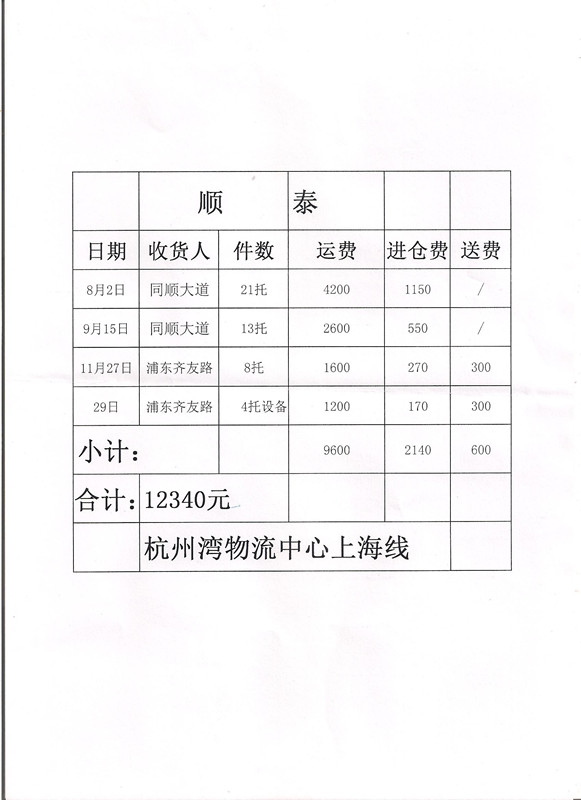 顺 泰
日期 收货人 件数 运费 进仓费 送费
8月2日 同顺大道 21托 4200 1150 /
9月15日 同顺大道 13托 2600 550 /
11月27日 浦东齐友路 8托 1600 270 300
29日 浦东齐友路 4托设备 1200 170 300
小计： 9600 2140 600
合计：12340元
杭州湾物流中心上海线